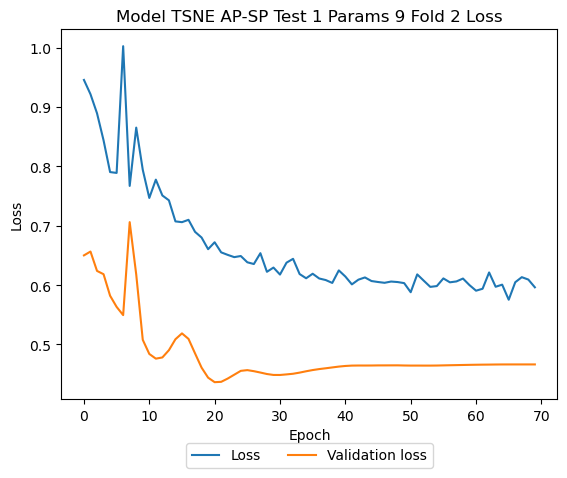 Model TSNE AP-SP Test 1 Params 9 Fold 2 Loss
1.0
0.9
0.8
0.7
0.6
0.5
Loss
0 10 20 30 40 50 60 70
Epoch
Loss Validation loss